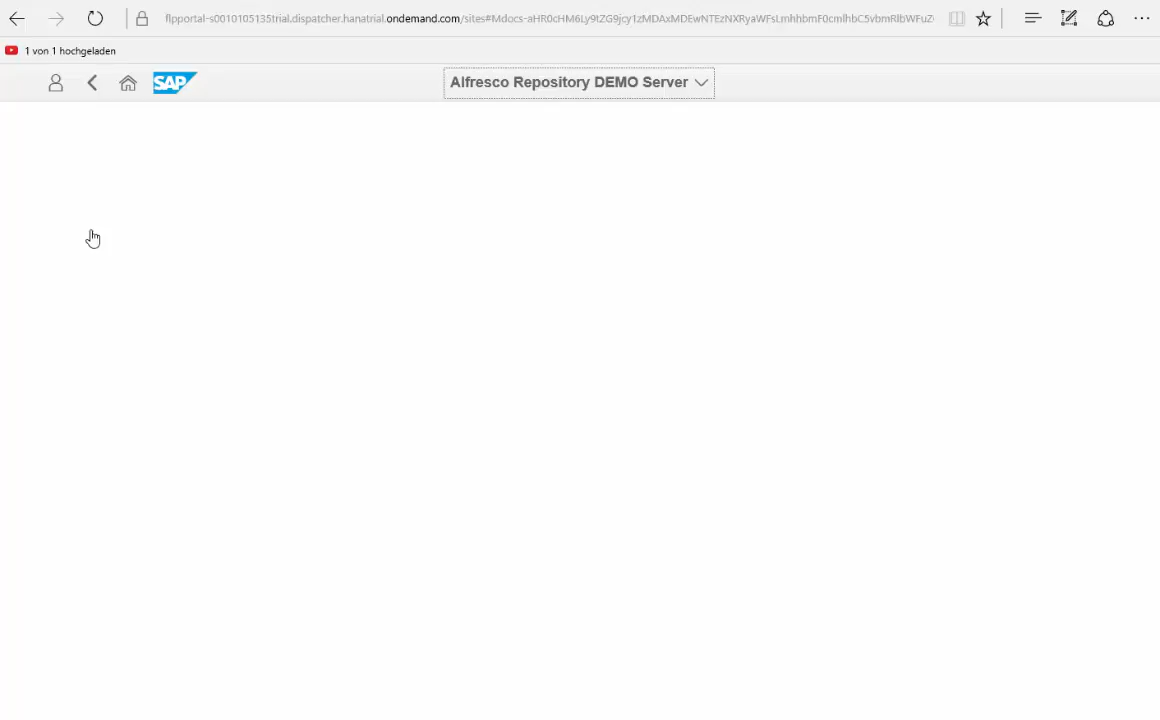 flpportal-s0010105135trial.dispatcher.hanatrial.ondemand.com/sites#Mdocs-aHR0cHM6Ly9tZG9jcy1zMDAxMDEwNTEzNXRyaWFsLmhhbmF0cmlhbC5vbmRlbWFuZ
1 von 1 hochgeladen
SAP
Alfresco Repository DEMO Server